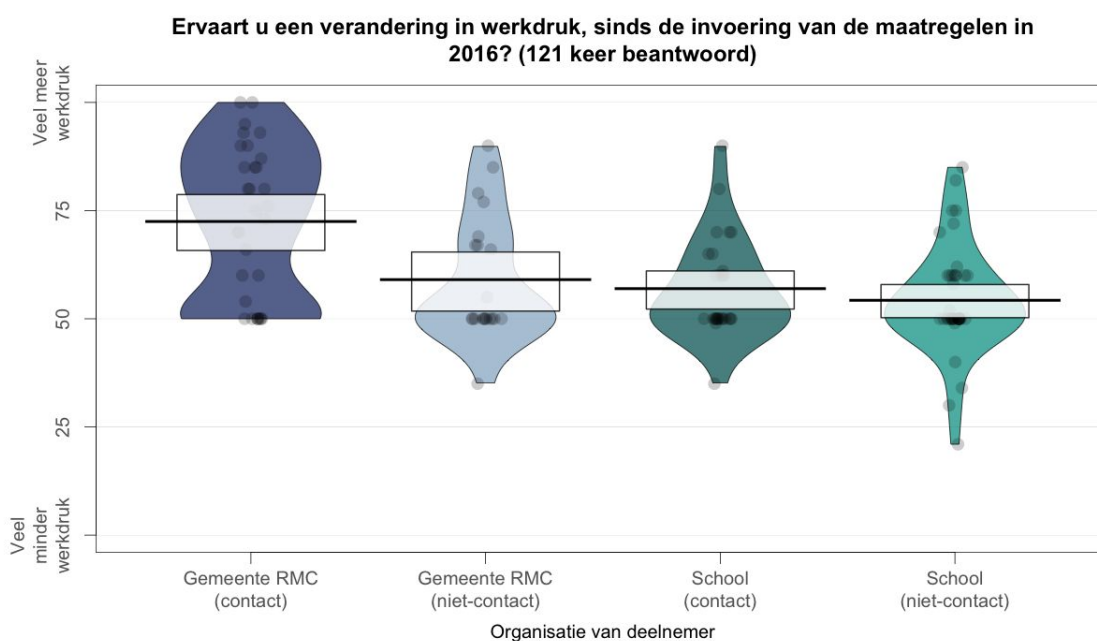 Ervaart u een verandering in werkdruk, sinds de invoering van de maatregelen in
2016? (121 keer beantwoord)
Veel meer
werkdruk
75
50
25
Veel
minder
werkdruk
Gemeente RMC
(contact)
Gemeente RMC
(niet-contact)
School
(contact)
School
(niet-contact)
Organisatie van deelnemer